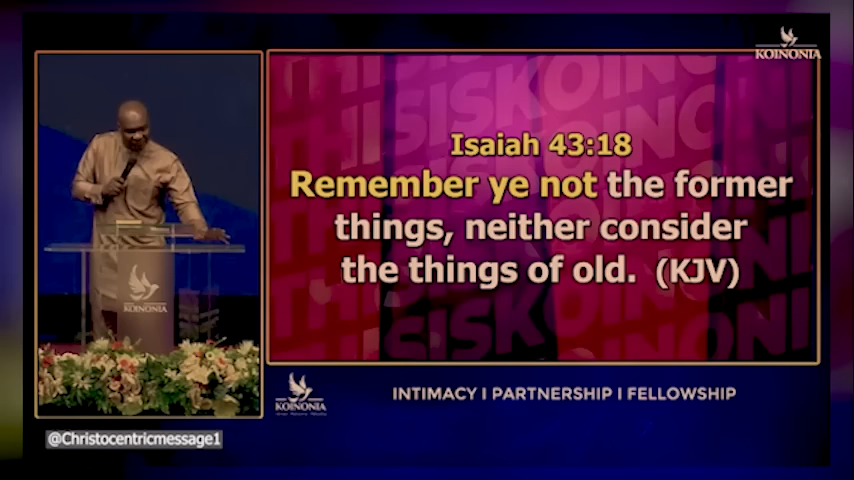 KOINONIA
Isaiah 43:18
Remember ye not the former
things, neither consider
the things of old. (KJV)
KOINONIA
KOINONIA
INTIMACY I PARTNERSHIP I FELLOWSHIP
@Christocentricmessage1